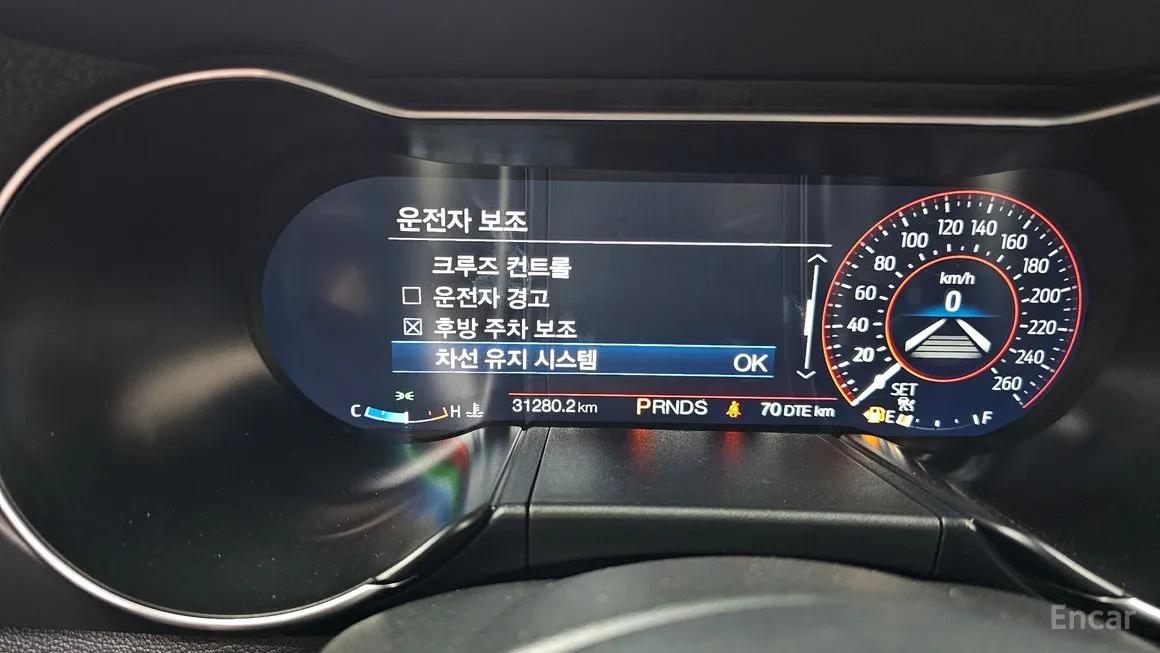 운전자 보조
크루즈 컨트롤
☐ 운전자 경고
☒ 후방 주차 보조
차선 유지 시스템 OK
C H
31280.2 km PRNDS 70 DTE km
20 40 60 80 100 120 140 160 180 200 220 240 260
km/h
0
SET
E F
Encar